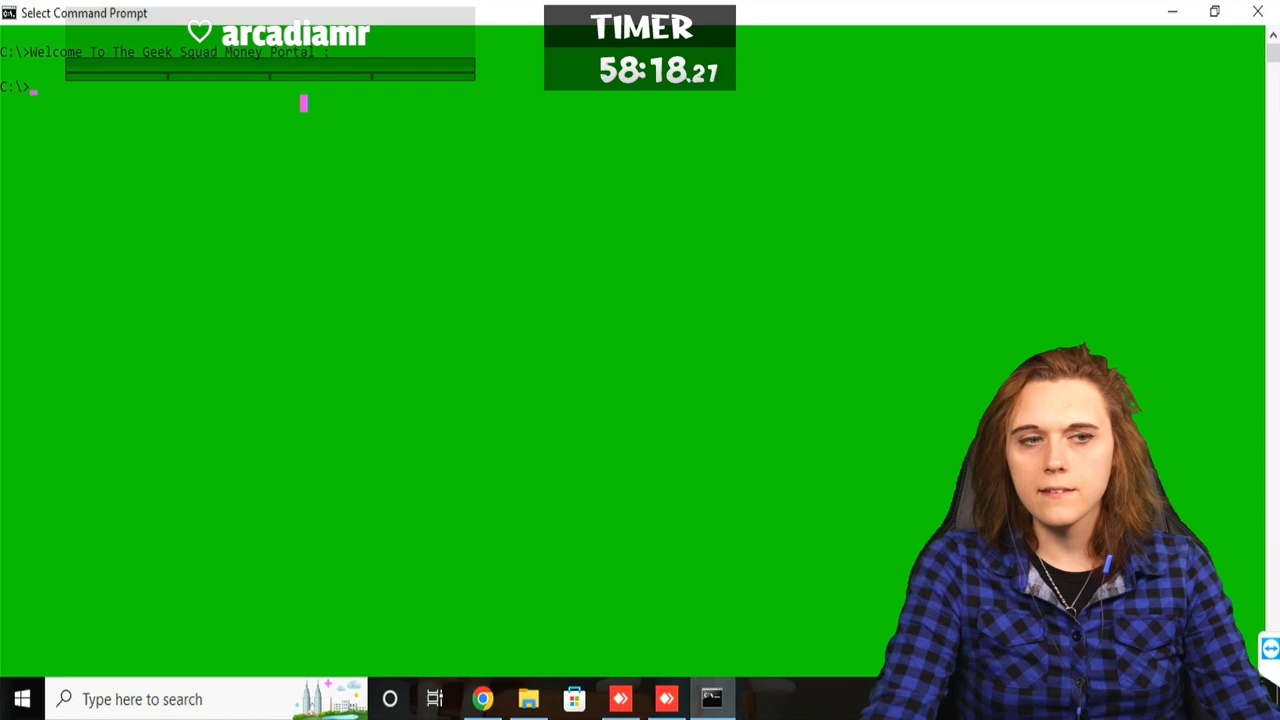 Select Command Prompt
♡ arcadiamr
TIMER
58:18.27
C:\>Welcome To The Geek Squad Money Portal :
C:\>
Type here to search